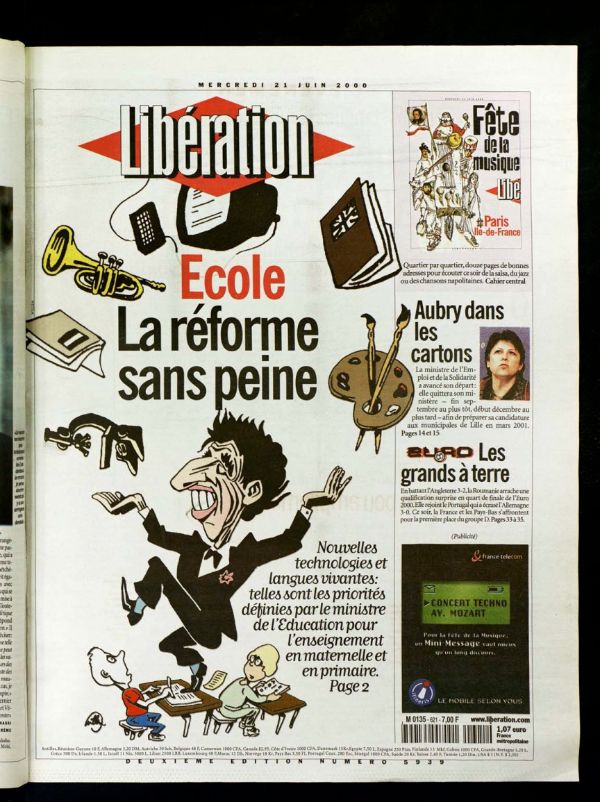 MERCREDI 21 JUIN 2000
Libération
Ecole
La réforme
sans peine
Nouvelles
technologies et
langues vivantes:
telles sont les priorités
définies par le ministre
de l'Education pour
l'enseignement
en maternelle et
en primaire.
Page 2
Fête
de la
musique
Libé
#Paris
Ile-de-France
Quartier par quartier, douze pages de bonnes
adresses pour écouter ce soir de la salsa, du jazz
ou des chansons napolitaines. Cahier central
Aubry dans
les
cartons
La ministre de l'Em-
ploi et de la Solidarité
a avancé son départ:
elle quittera son mi-
nistère – fin sep-
tembre au plus tôt, début décembre au
plus tard – afin de préparer sa candidature
aux municipales de Lille en mars 2001.
Pages 14 et 15
EURO Les
grands à terre
En battant l'Angleterre 3-2, la Roumanie arrache une
qualification surprise en quart de finale de l'Euro
2000. Elle rejoint le Portugal qui a écrasé l'Allemagne
3-0. Ce soir, la France et les Pays-Bas s'affrontent
pour la première place du groupe D. Pages 33 à 35.
(Publicité)
france telecom
CONCERT TECHNO
AV. MOZART
Pour la Fête de la Musique,
un Mini Message vaut mieux
qu'un long discours.
LE MOBILE SELON VOUS
M 0135 - 621 - 7,00 F
www.liberation.com
1,07 euro
France
métropolitaine
DEUXIEME EDITION NUMERO 5939